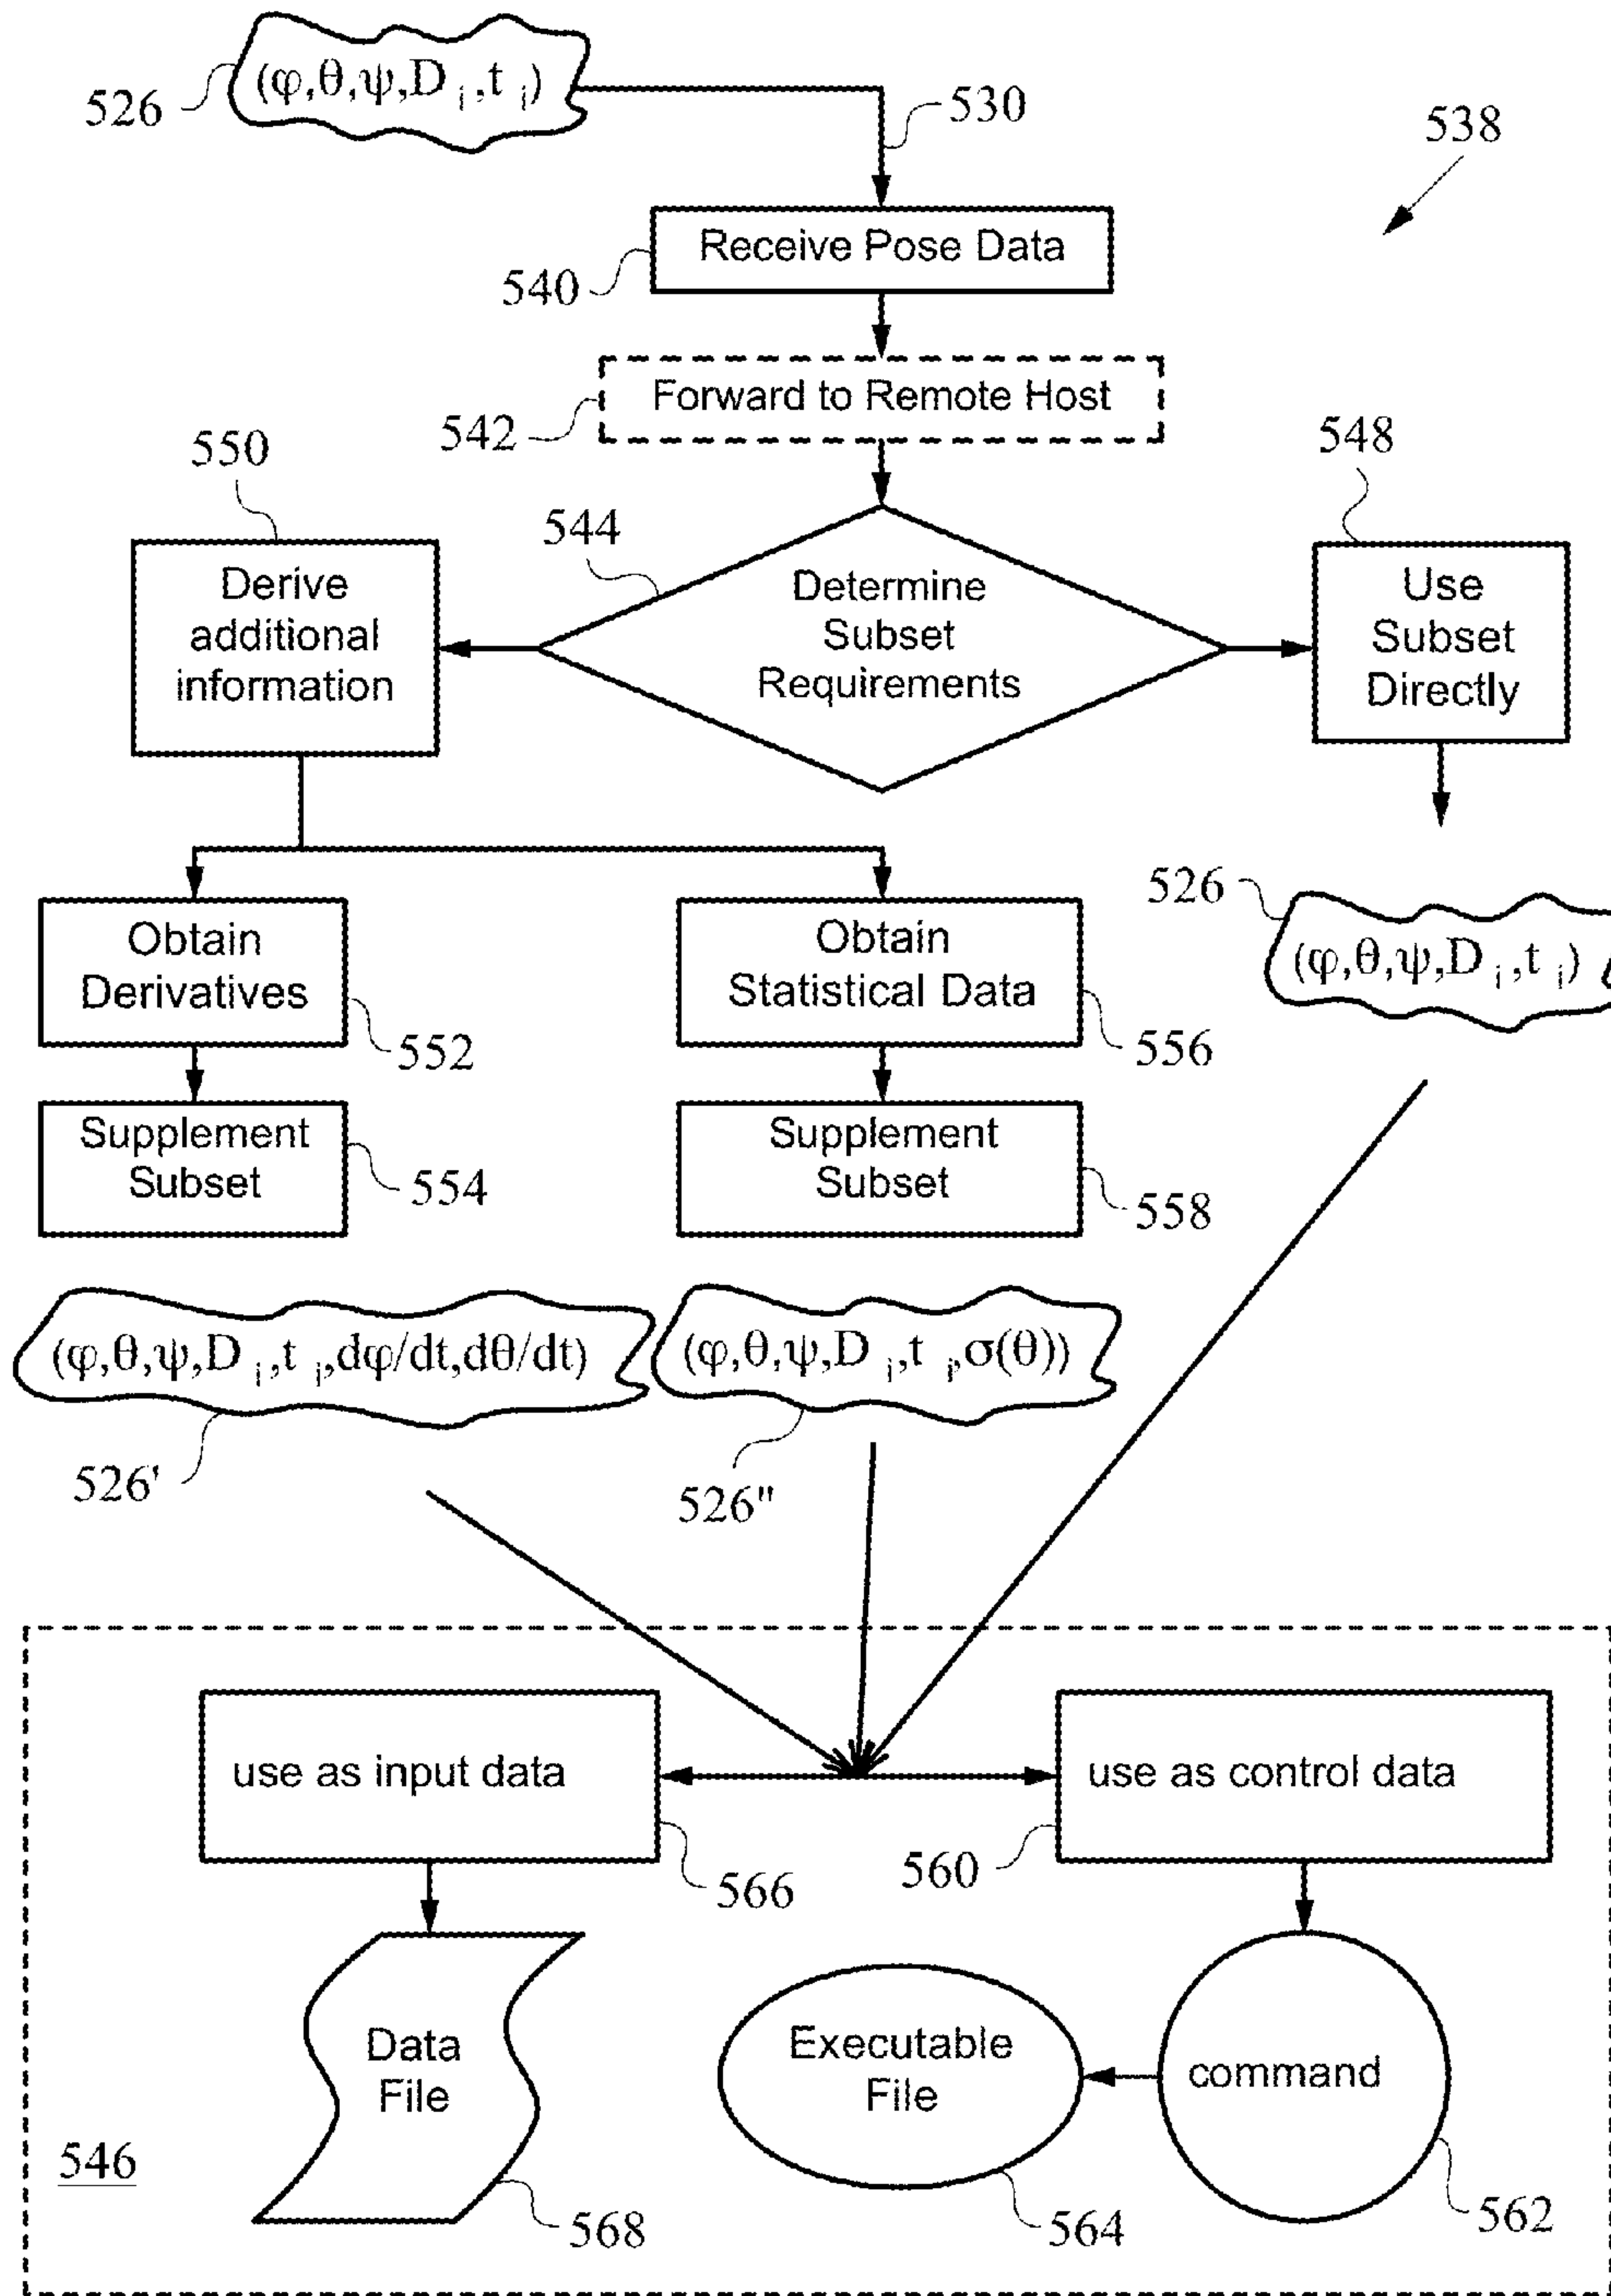 (φ,θ,ψ,D i,t i)
526
530
538
Receive Pose Data
540
Forward to Remote Host
542
550
548
544
Derive
additional
information
Determine
Subset
Requirements
Use
Subset
Directly
526
Obtain
Derivatives
552
Obtain
Statistical Data
556
(φ,θ,ψ,D i,t i)
Supplement
Subset
554
Supplement
Subset
558
(φ,θ,ψ,D i,t i,dφ/dt,dθ/dt)
(φ,θ,ψ,D i,t i,σ(θ))
526'
526"
use as input data
use as control data
566
560
Data
File
Executable
File
command
546
568
564
562